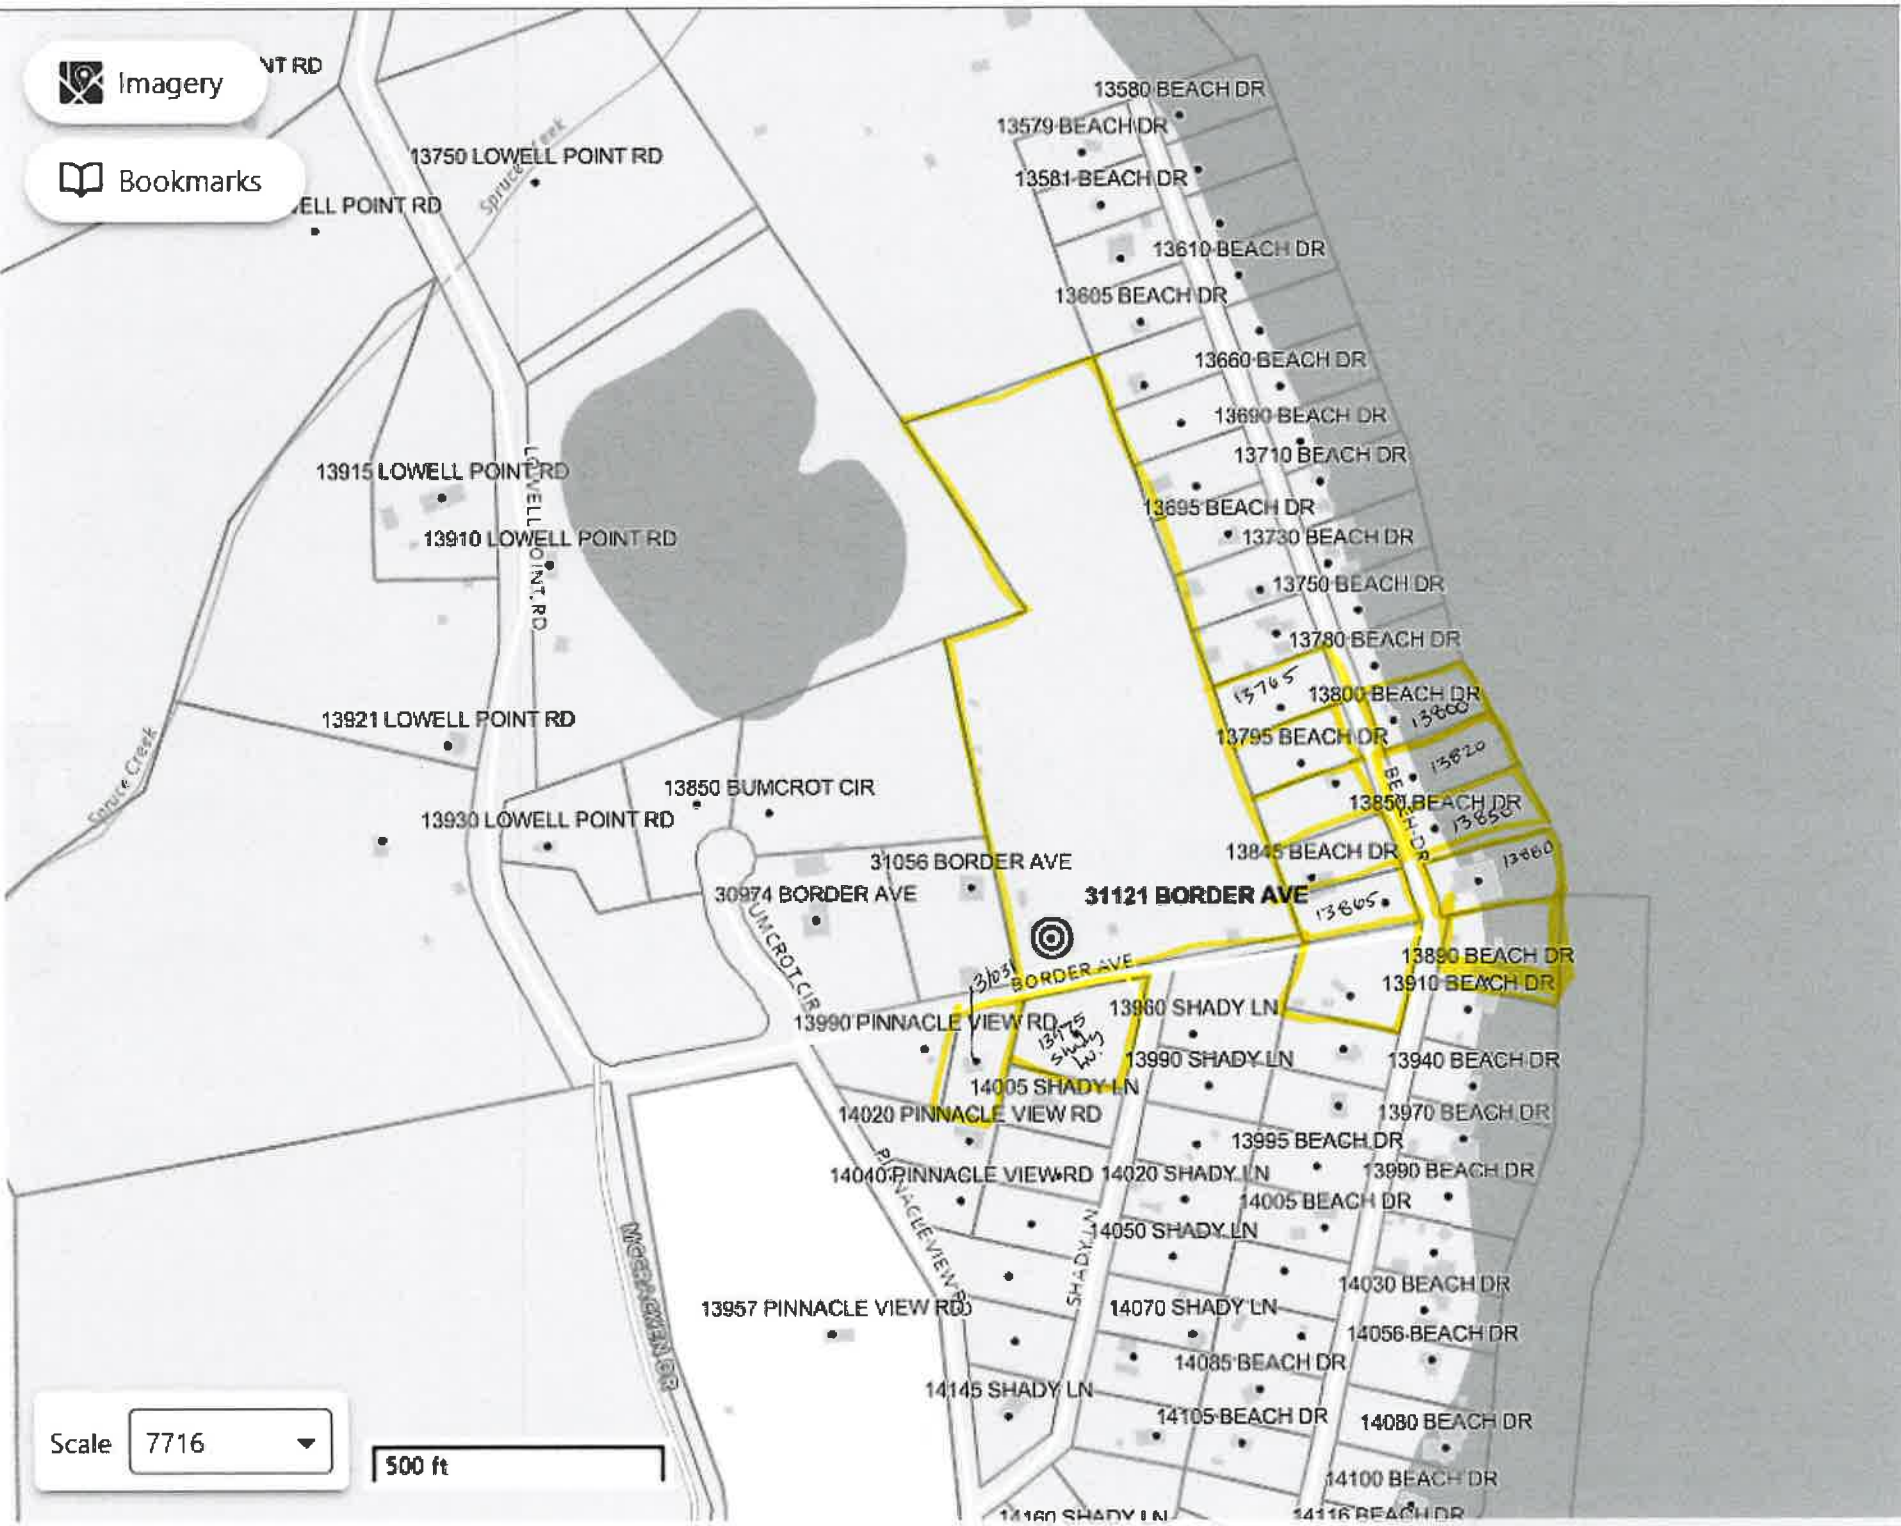 NT RD
Imagery
Bookmarks
ELL POINT RD
13750 LOWELL POINT RD
Spruce Creek
13580 BEACH DR
13579 BEACH DR
13581 BEACH DR
13610 BEACH DR
13605 BEACH DR
13660 BEACH DR
13690 BEACH DR
13710 BEACH DR
13695 BEACH DR
13730 BEACH DR
13750 BEACH DR
13780 BEACH DR
13915 LOWELL POINT RD
LOWELL POINT RD
13910 LOWELL POINT RD
13765
13800 BEACH DR
13800
13921 LOWELL POINT RD
13795 BEACH DR
13820
Spruce Creek
BEACH DR
13850 BUMCROT CIR
13850 BEACH DR
13850
13930 LOWELL POINT RD
31056 BORDER AVE
13845 BEACH DR
13860
30974 BORDER AVE
31121 BORDER AVE
13865
BUMCROT CIR
13890 BEACH DR
31031
BORDER AVE
13910 BEACH DR
13990 PINNACLE VIEW RD
13975
Shady
Ln.
13960 SHADY LN
13990 SHADY LN
13940 BEACH DR
14005 SHADY LN
14020 PINNACLE VIEW RD
13970 BEACH DR
13995 BEACH DR
14040 PINNACLE VIEW RD
14020 SHADY LN
13990 BEACH DR
PINNACLE VIEW RD
14005 BEACH DR
14050 SHADY LN
SHADY LN
MCCRACKEN DR
14030 BEACH DR
13957 PINNACLE VIEW RD
14070 SHADY LN
14056 BEACH DR
14085 BEACH DR
14145 SHADY LN
14105 BEACH DR
14080 BEACH DR
Scale
7716
500 ft
14100 BEACH DR
14160 SHADY LN
14116 BEACH DR